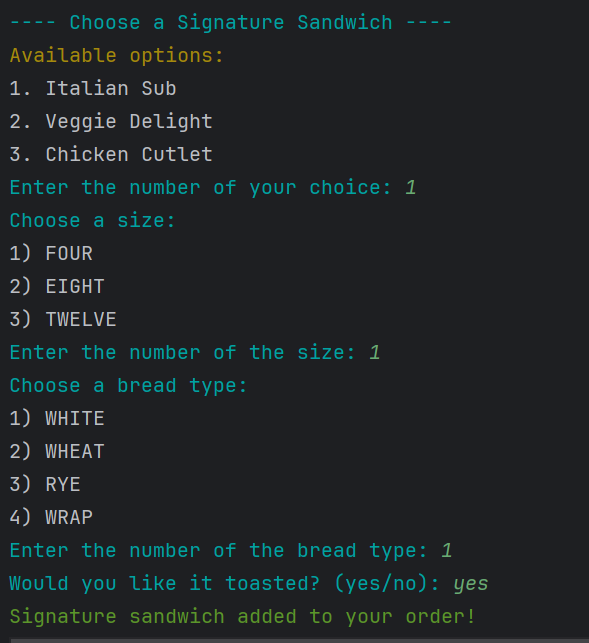 ---- Choose a Signature Sandwich ----
Available options:
1. Italian Sub
2. Veggie Delight
3. Chicken Cutlet
Enter the number of your choice: 1
Choose a size:
1) FOUR
2) EIGHT
3) TWELVE
Enter the number of the size: 1
Choose a bread type:
1) WHITE
2) WHEAT
3) RYE
4) WRAP
Enter the number of the bread type: 1
Would you like it toasted? (yes/no): yes
Signature sandwich added to your order!